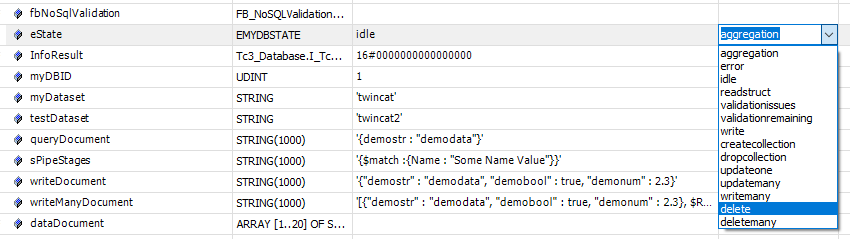 fbNoSqlValidation FB_NoSQLValidation...
eState EMYDBSTATE idle aggregation
InfoResult Tc3_Database.I_Tc... 16#0000000000000000
myDBID UDINT 1
myDataset STRING 'twincat'
testDataset STRING 'twincat2'
queryDocument STRING(1000) '{demostr : "demodata"}'
sPipeStages STRING(1000) '{$match :{Name : "Some Name Value"}}'
writeDocument STRING(1000) '{"demostr" : "demodata", "demobool" : true, "demonum" : 2.3}'
writeManyDocument STRING(1000) '[{"demostr" : "demodata", "demobool" : true, "demonum" : 2.3}, $R...
dataDocument ARRAY [1..20] OF S...
aggregation
error
idle
readstruct
validationissues
validationremaining
write
createcollection
dropcollection
updateone
updatemany
writemany
delete
deletemany